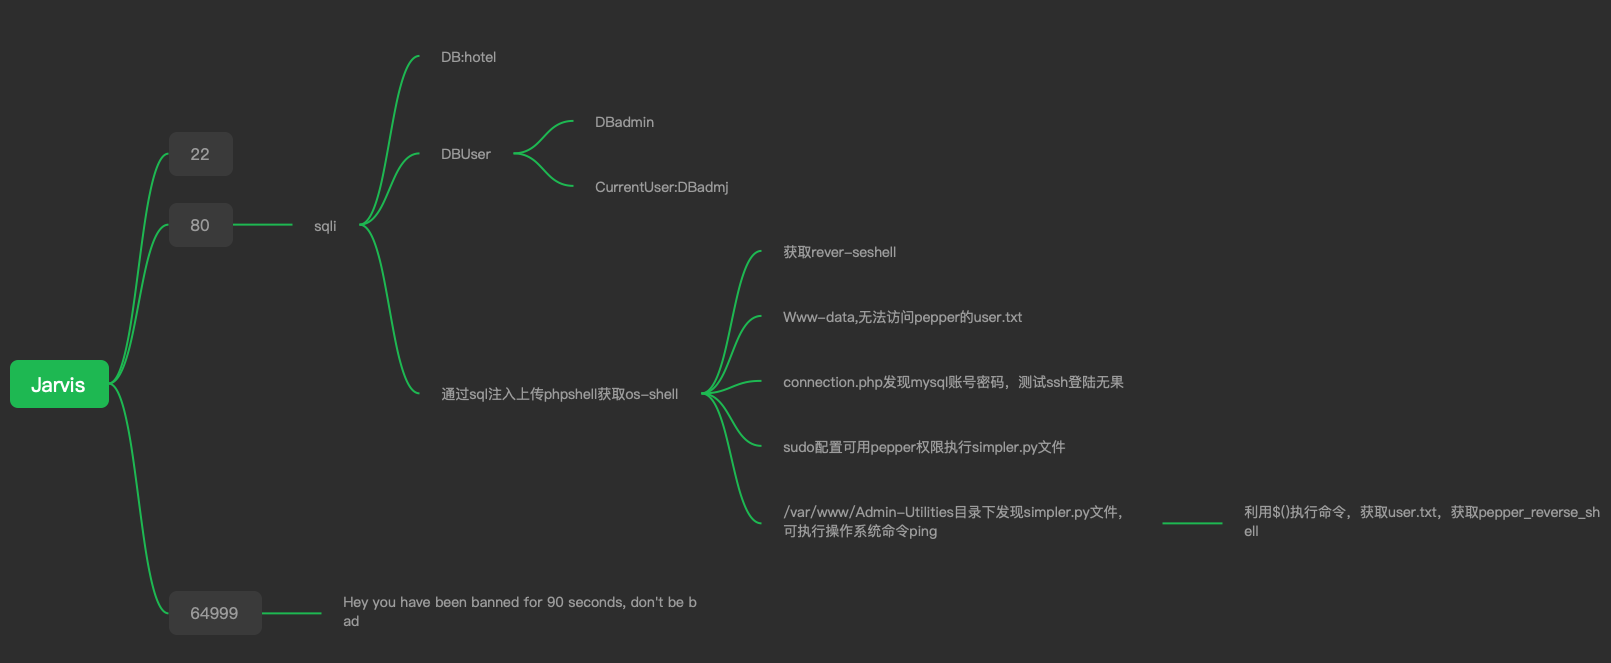 Jarvis
22
80
sqli
DB:hotel
DBUser
DBadmin
CurrentUser:DBadmj
通过sql注入上传phpshell获取os-shell
获取rever-seshell
Www-data,无法访问pepper的user.txt
connection.php发现mysql账号密码，测试ssh登陆无果
sudo配置可用pepper权限执行simpler.py文件
/var/www/Admin-Utilities目录下发现simpler.py文件，
可执行操作系统命令ping
利用$()执行命令，获取user.txt，获取pepper_reverse_sh
ell
64999
Hey you have been banned for 90 seconds, don't be b
ad